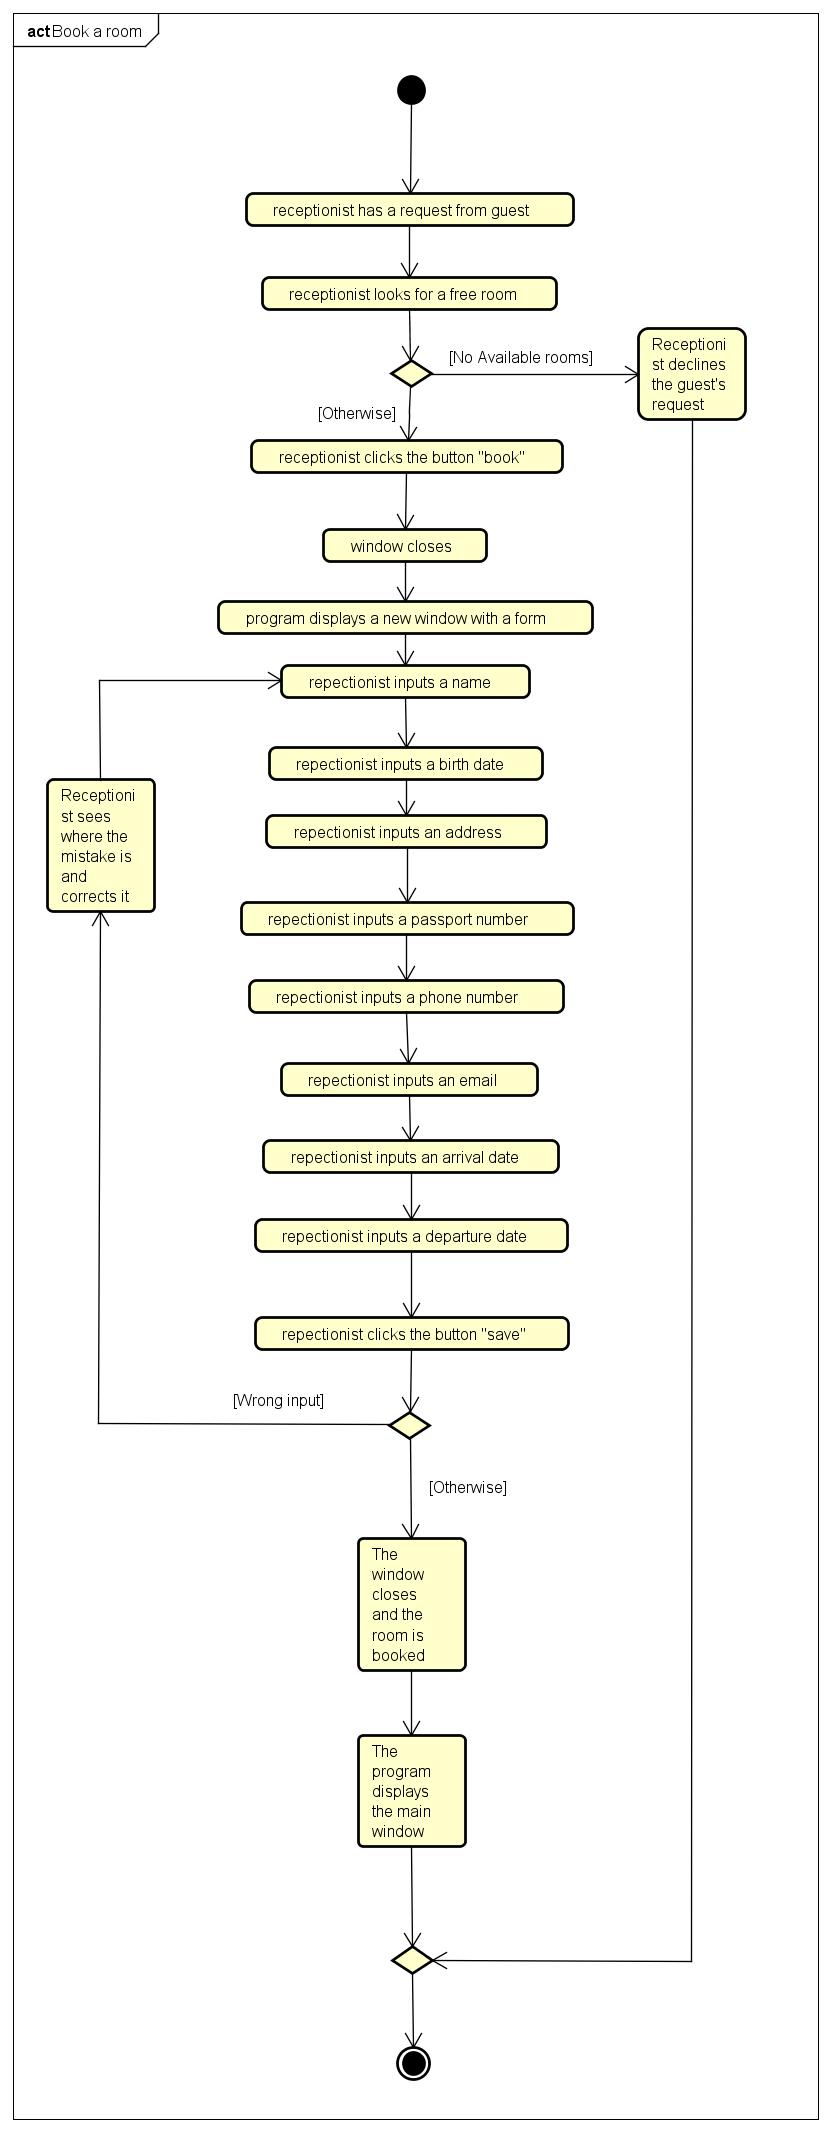 act Book a room
receptionist has a request from guest
receptionist looks for a free room
[No Available rooms]
Receptioni
st declines
the guest's
request
[Otherwise]
receptionist clicks the button "book"
window closes
program displays a new window with a form
repectionist inputs a name
repectionist inputs a birth date
Receptioni
st sees
where the
mistake is
and
corrects it
repectionist inputs an address
repectionist inputs a passport number
repectionist inputs a phone number
repectionist inputs an email
repectionist inputs an arrival date
repectionist inputs a departure date
repectionist clicks the button "save"
[Wrong input]
[Otherwise]
The
window
closes
and the
room is
booked
The
program
displays
the main
window